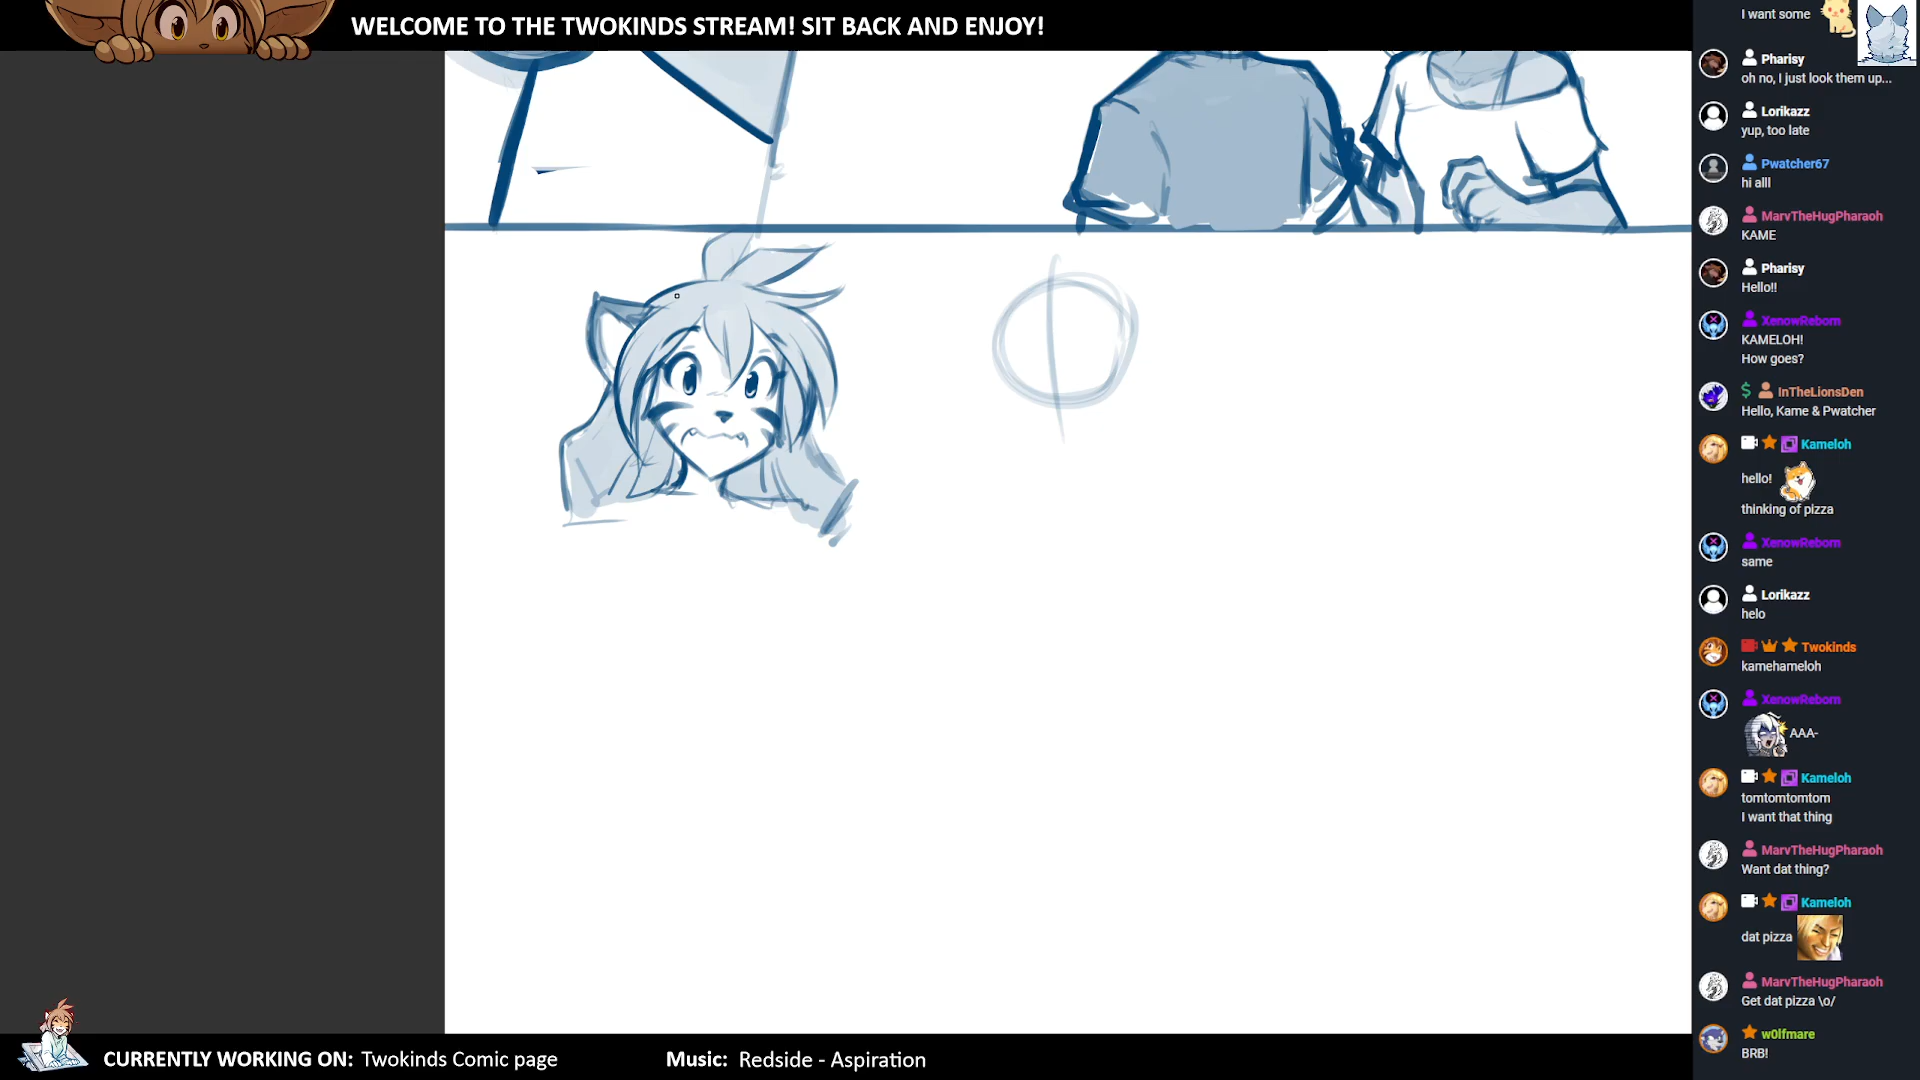 WELCOME TO THE TWOKINDS STREAM! SIT BACK AND ENJOY!
I want some
Pharisy
oh no, I just look them up...
Lorikazz
yup, too late
Pwatcher67
hi alll
MarvTheHugPharaoh
KAME
Pharisy
Hello!!
XenowReborn
KAMELOH!
How goes?
$ InTheLionsDen
Hello, Kame & Pwatcher
Kameloh
hello!
thinking of pizza
XenowReborn
same
Lorikazz
helo
Twokinds
kamehameloh
XenowReborn
AAA-
Kameloh
tomtomtomtom
I want that thing
MarvTheHugPharaoh
Want dat thing?
Kameloh
dat pizza
MarvTheHugPharaoh
Get dat pizza \o/
w0lfmare
BRB!
CURRENTLY WORKING ON: Twokinds Comic page
Music: Redside - Aspiration